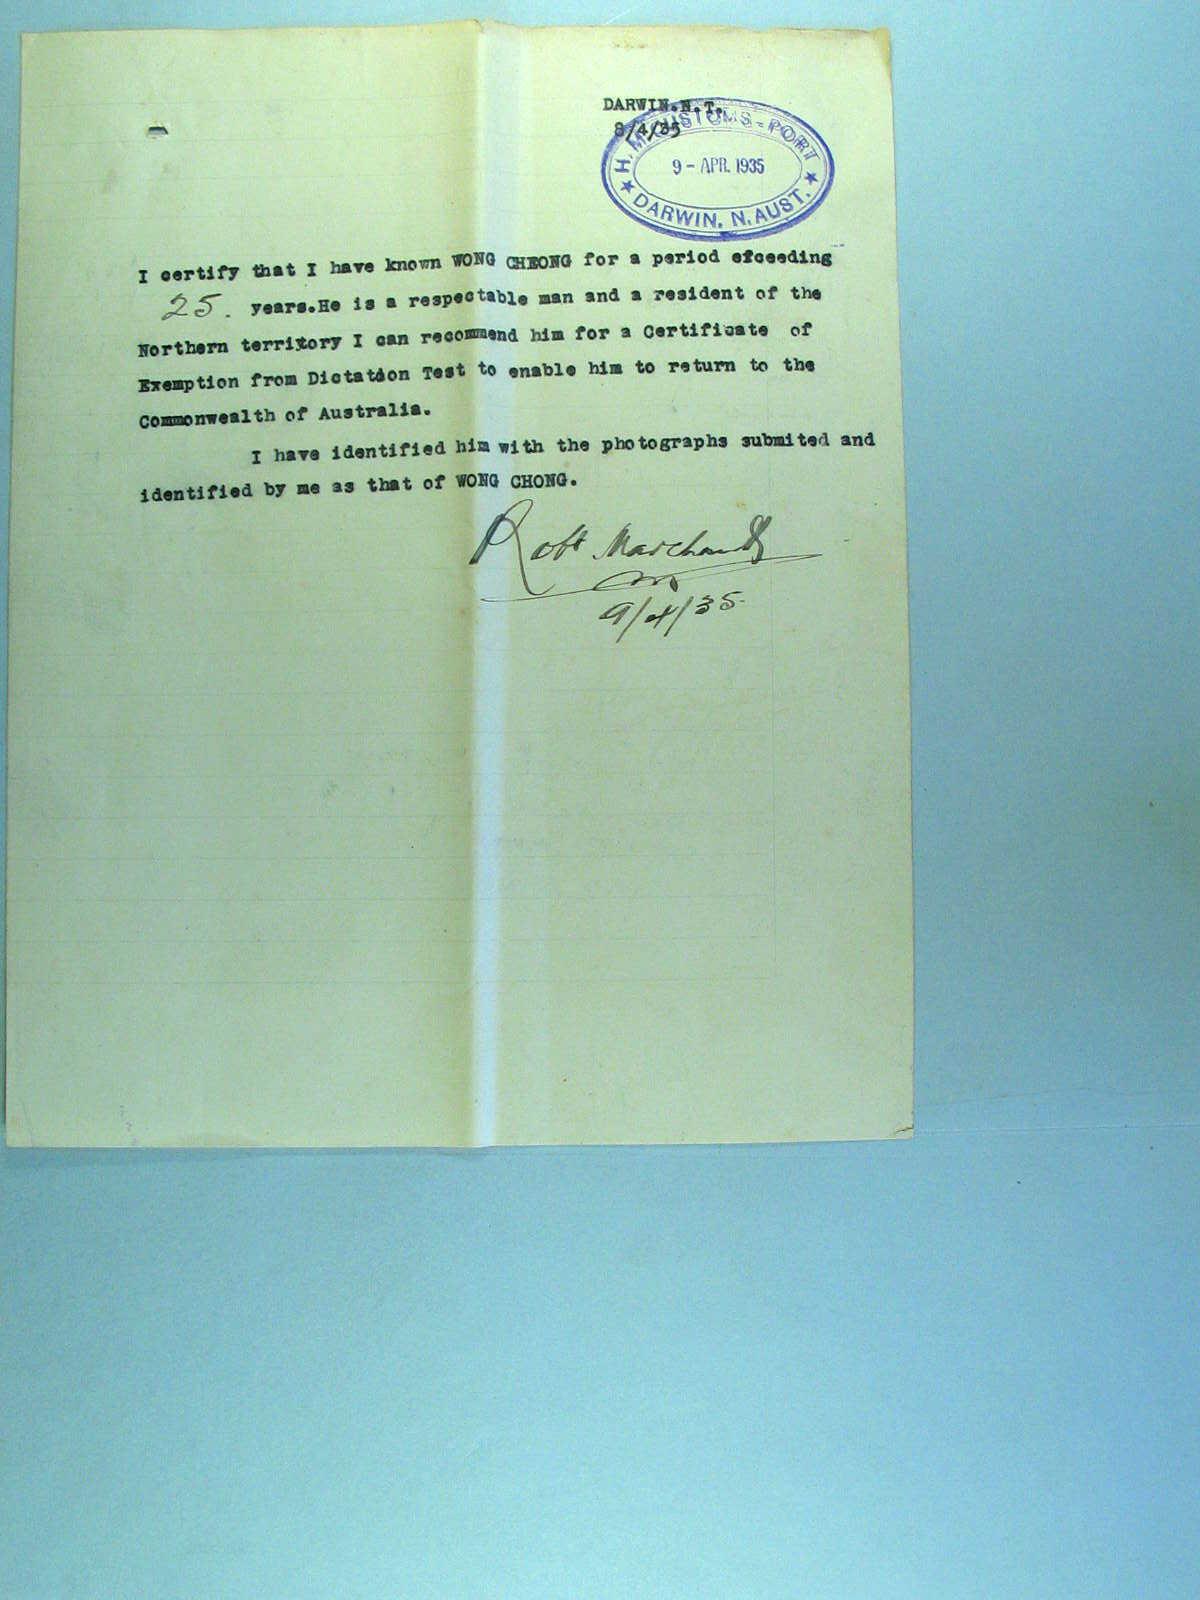 DARWIN.N.T.
8/4/35
H.M.CUSTOMS-PORT
9-APR.1935
★ DARWIN. N.AUST. ★
I certify that I have known WONG CHEONG for a period efceeding
25. years.He is a respectable man and a resident of the
Northern territory I can recommend him for a Certificate of
Exemption from Dictation Test to enable him to return to the
Commonwealth of Australia.
I have identified him with the photographs submited and
identified by me as that of WONG CHONG.
Robt Marchant
9/4/35.